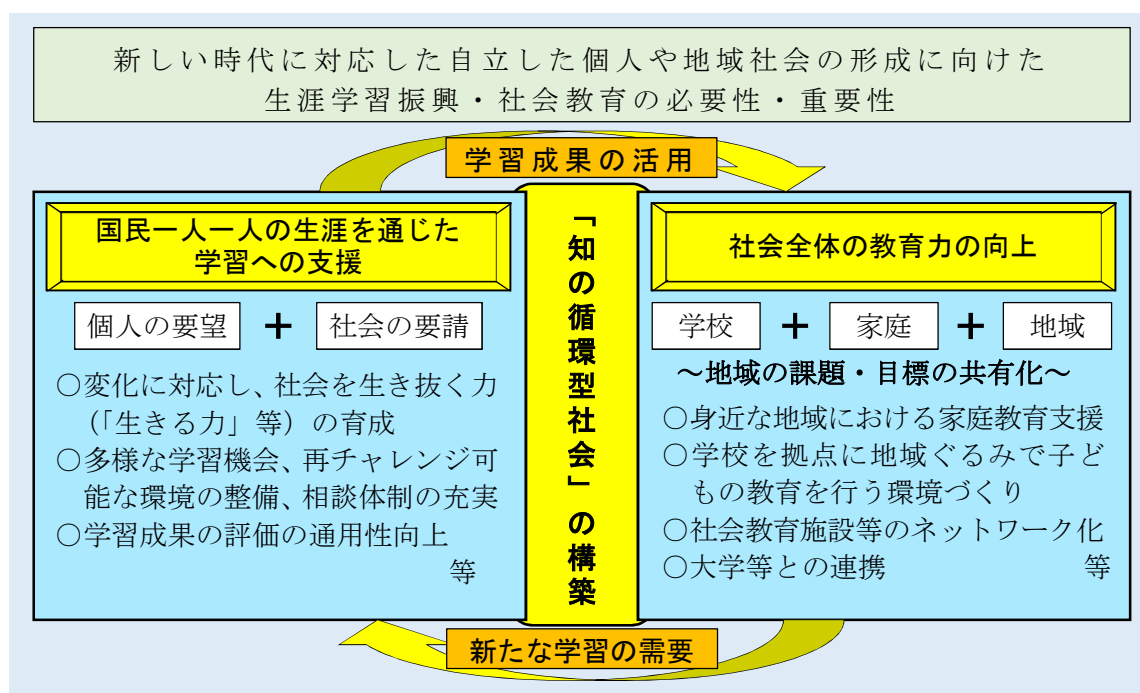 新しい時代に対応した自立した個人や地域社会の形成に向けた
生涯学習振興・社会教育の必要性・重要性
学習成果の活用
国民一人一人の生涯を通じた
学習への支援
個人の要望
+
社会の要請
○変化に対応し、社会を生き抜く力
（「生きる力」等）の育成
○多様な学習機会、再チャレンジ可
能な環境の整備、相談体制の充実
○学習成果の評価の通用性向上
等
「知の循環型社会」の構築
社会全体の教育力の向上
学校
+
家庭
+
地域
～地域の課題・目標の共有化～
○身近な地域における家庭教育支援
○学校を拠点に地域ぐるみで子ど
もの教育を行う環境づくり
○社会教育施設等のネットワーク化
○大学等との連携 等
新たな学習の需要